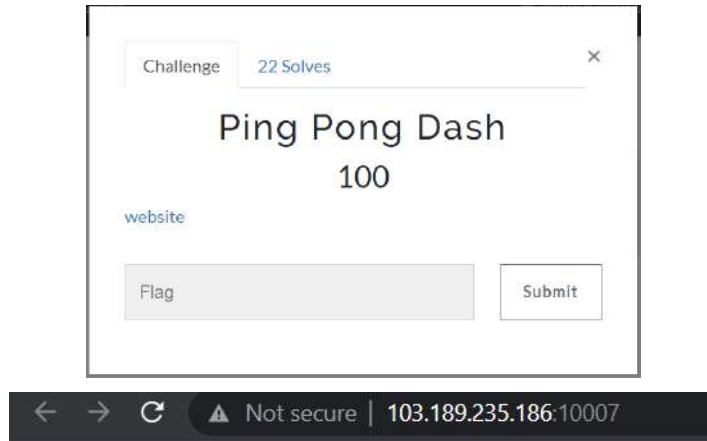 Challenge 22 Solves ×
Ping Pong Dash
100
website
Flag Submit
Not secure | 103.189.235.186:10007